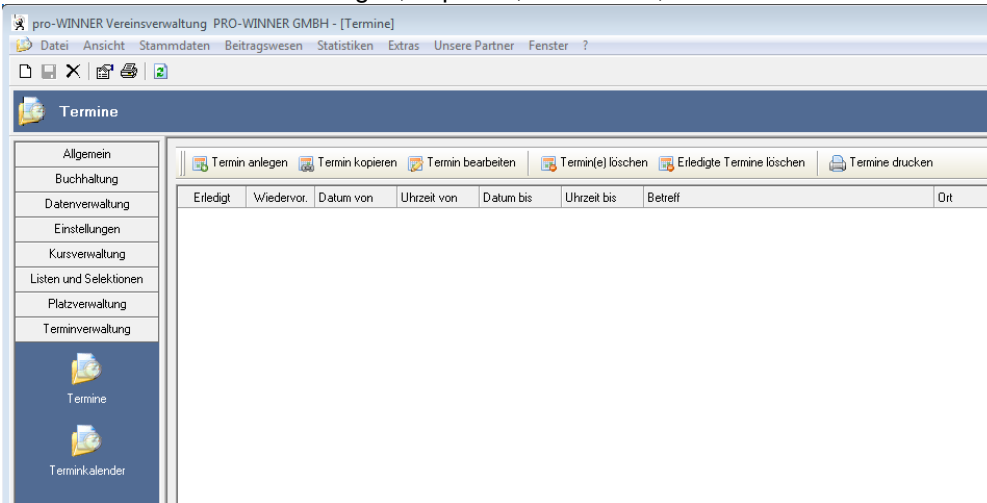 pro-WINNER Vereinsverwaltung PRO-WINNER GMBH - [Termine]
Datei Ansicht Stammdaten Beitragswesen Statistiken Extras Unsere Partner Fenster ?
Termine
Allgemein
Buchhaltung
Datenverwaltung
Einstellungen
Kursverwaltung
Listen und Selektionen
Platzverwaltung
Terminverwaltung
Termine
Terminkalender
Termin anlegen Termin kopieren Termin bearbeiten Termin(e) löschen Erledigte Termine löschen Termine drucken
Erledigt Wiedervor. Datum von Uhrzeit von Datum bis Uhrzeit bis Betreff Ort